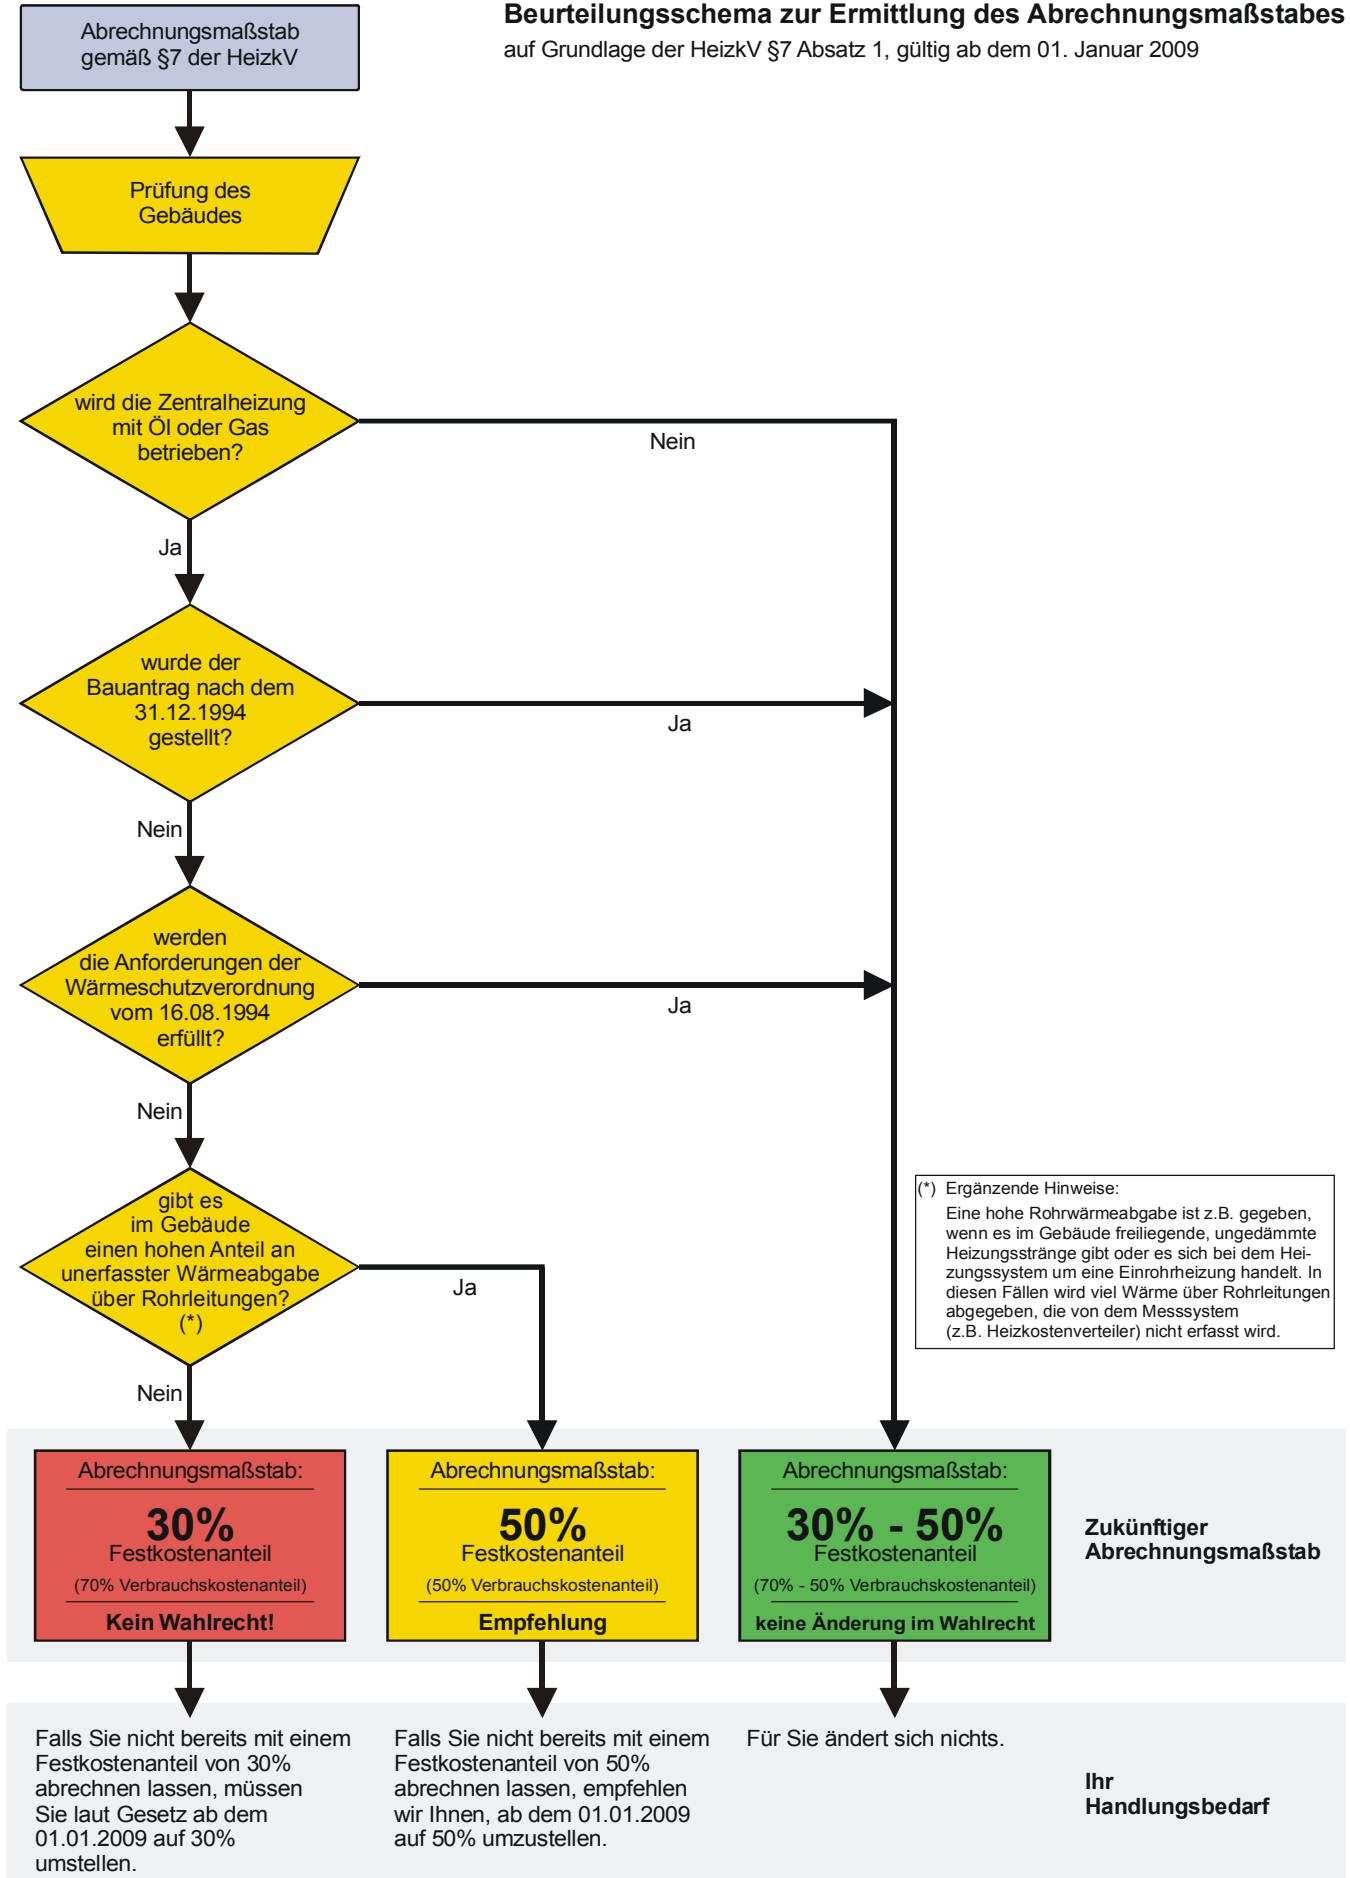 Beurteilungsschema zur Ermittlung des Abrechnungsmaßstabes
auf Grundlage der HeizkV §7 Absatz 1, gültig ab dem 01. Januar 2009
Abrechnungsmaßstab
gemäß §7 der HeizkV
Prüfung des
Gebäudes
wird die Zentralheizung
mit Öl oder Gas
betrieben?
Nein
Ja
wurde der
Bauantrag nach dem
31.12.1994
gestellt?
Ja
Nein
werden
die Anforderungen der
Wärmeschutzverordnung
vom 16.08.1994
erfüllt?
Ja
Nein
gibt es
im Gebäude
einen hohen Anteil an
unerfasster Wärmeabgabe
über Rohrleitungen?
(*)
Ja
Nein
(*) Ergänzende Hinweise:
Eine hohe Rohrwärmeabgabe ist z.B. gegeben,
wenn es im Gebäude freiliegende, ungedämmte
Heizungsstränge gibt oder es sich bei dem Hei-
zungssystem um eine Einrohrheizung handelt. In
diesen Fällen wird viel Wärme über Rohrleitungen
abgegeben, die von dem Messsystem
(z.B. Heizkostenverteiler) nicht erfasst wird.
Abrechnungsmaßstab:
30%
Festkostenanteil
(70% Verbrauchskostenanteil)
Kein Wahlrecht!
Abrechnungsmaßstab:
50%
Festkostenanteil
(50% Verbrauchskostenanteil)
Empfehlung
Abrechnungsmaßstab:
30% - 50%
Festkostenanteil
(70% - 50% Verbrauchskostenanteil)
keine Änderung im Wahlrecht
Zukünftiger
Abrechnungsmaßstab
Falls Sie nicht bereits mit einem
Festkostenanteil von 30%
abrechnen lassen, müssen
Sie laut Gesetz ab dem
01.01.2009 auf 30%
umstellen.
Falls Sie nicht bereits mit einem
Festkostenanteil von 50%
abrechnen lassen, empfehlen
wir Ihnen, ab dem 01.01.2009
auf 50% umzustellen.
Für Sie ändert sich nichts.
Ihr
Handlungsbedarf